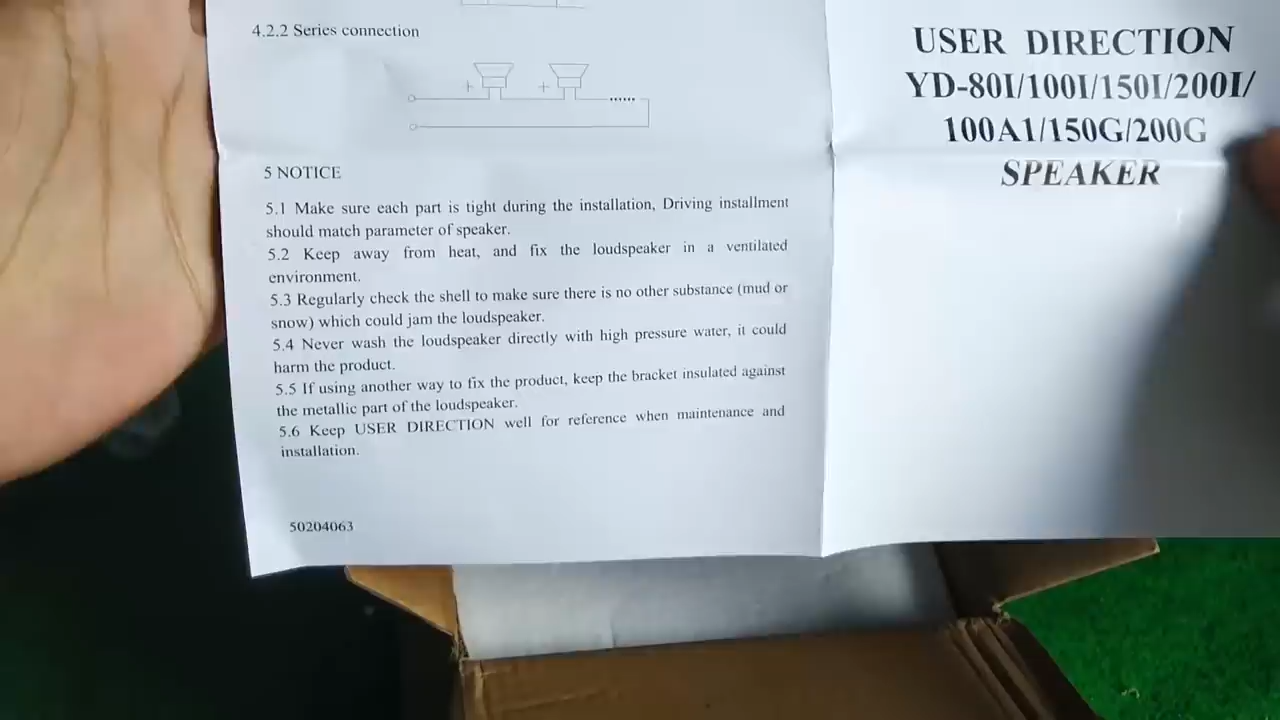 4.2.2 Series connection
+ +
5 NOTICE
5.1 Make sure each part is tight during the installation, Driving installment
should match parameter of speaker.
5.2 Keep away from heat, and fix the loudspeaker in a ventilated
environment.
5.3 Regularly check the shell to make sure there is no other substance (mud or
snow) which could jam the loudspeaker.
5.4 Never wash the loudspeaker directly with high pressure water, it could
harm the product.
5.5 If using another way to fix the product, keep the bracket insulated against
the metallic part of the loudspeaker.
5.6 Keep USER DIRECTION well for reference when maintenance and
installation.
50204063
USER DIRECTION
YD-80I/100I/150I/200I/
100A1/150G/200G
SPEAKER